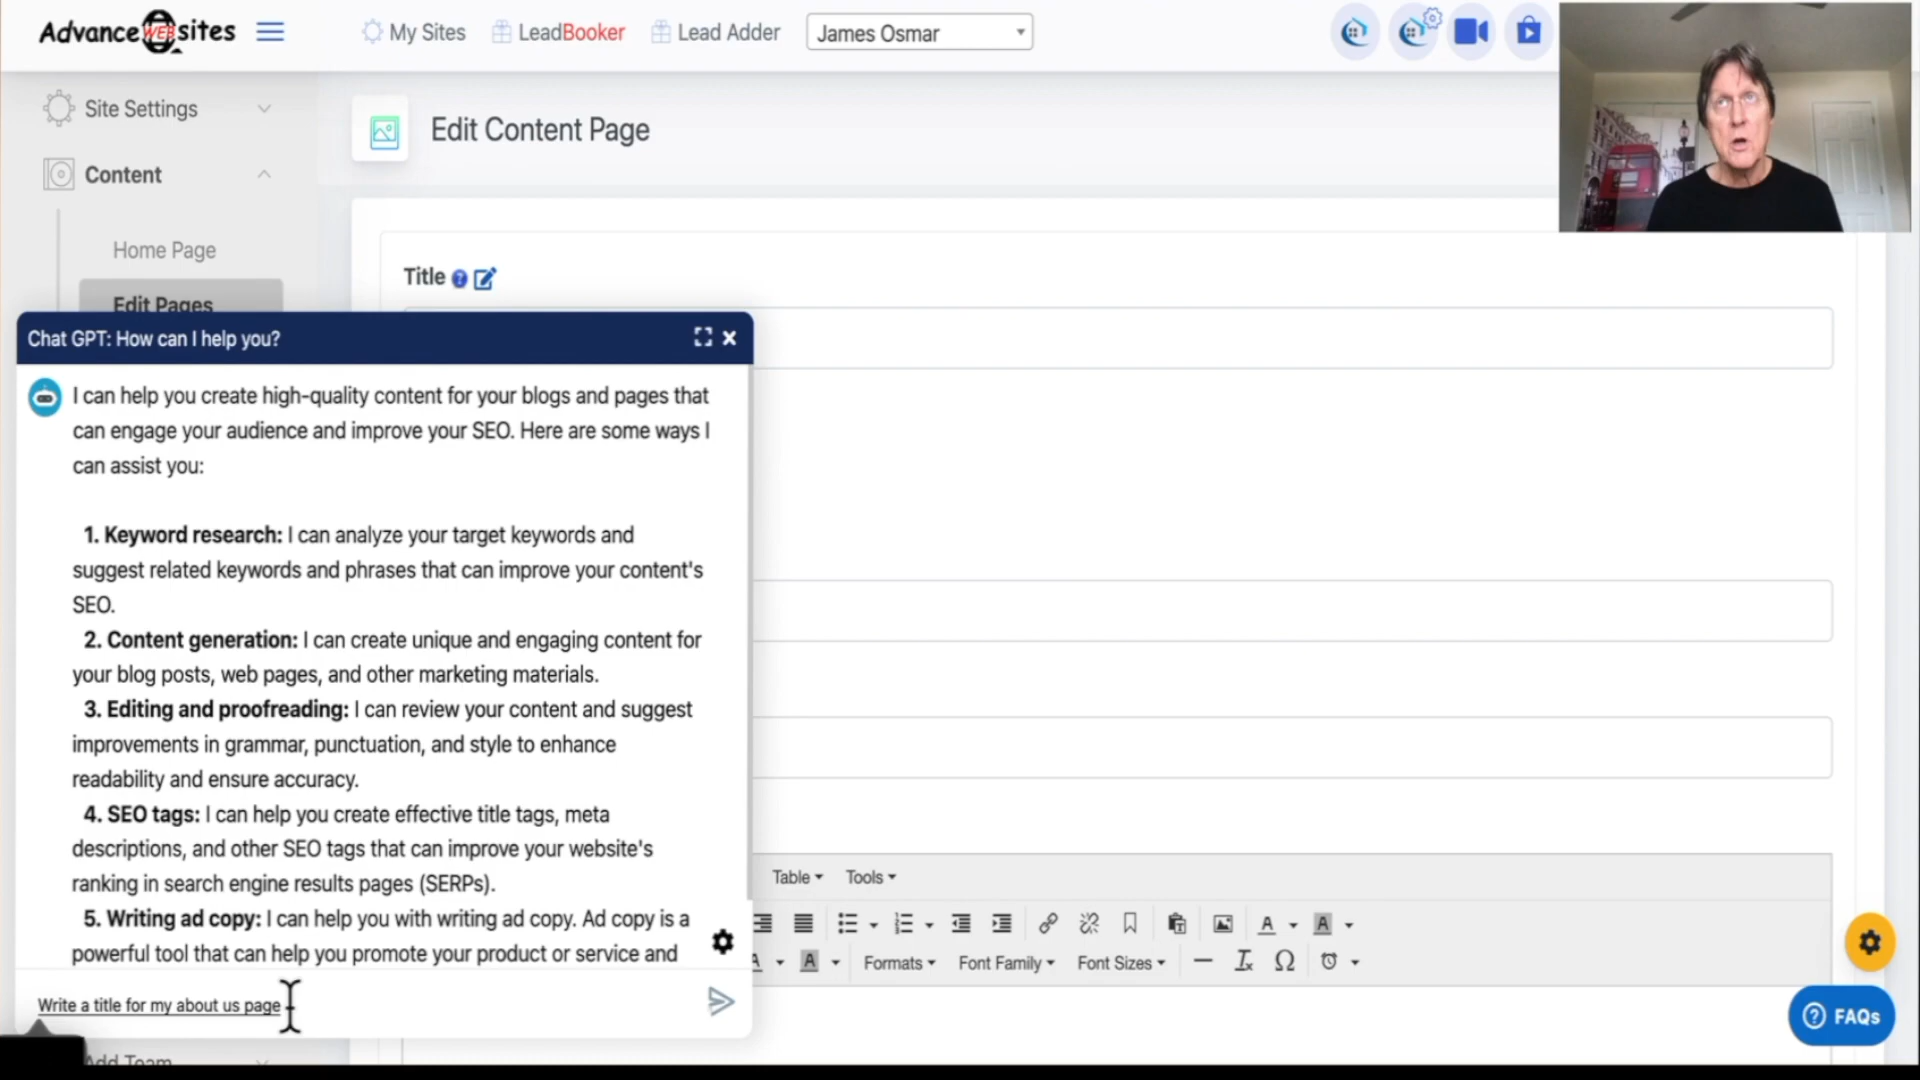 Advance WEB sites
My Sites
LeadBooker
Lead Adder
James Osmar
Site Settings
Content
Home Page
Edit Pages
Edit Content Page
Title
Chat GPT: How can I help you?
I can help you create high-quality content for your blogs and pages that
can engage your audience and improve your SEO. Here are some ways I
can assist you:
1. Keyword research: I can analyze your target keywords and
suggest related keywords and phrases that can improve your content's
SEO.
2. Content generation: I can create unique and engaging content for
your blog posts, web pages, and other marketing materials.
3. Editing and proofreading: I can review your content and suggest
improvements in grammar, punctuation, and style to enhance
readability and ensure accuracy.
4. SEO tags: I can help you create effective title tags, meta
descriptions, and other SEO tags that can improve your website's
ranking in search engine results pages (SERPs).
5. Writing ad copy: I can help you with writing ad copy. Ad copy is a
powerful tool that can help you promote your product or service and
Write a title for my about us page
Add Team
Table
Tools
Formats
Font Family
Font Sizes
FAQs